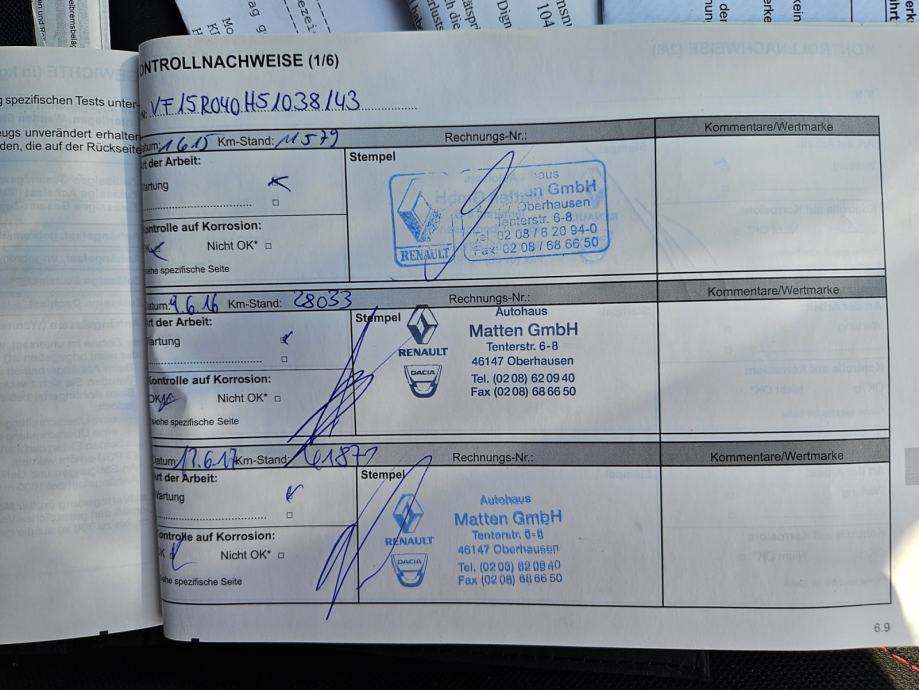 KONTROLLNACHWEISE (1/6)
g spezifischen Tests unter-
eugs unverändert erhalten
den, die auf der Rückseite
VF15R040H51038143
Datum: 1.6.15 Km-Stand: 11579 Rechnungs-Nr.: Kommentare/Wertmarke
Art der Arbeit: Stempel
Wartung
Kontrolle auf Korrosion:
Nicht OK*
siehe spezifische Seite
Matten GmbH
Oberhausen
Tenterstr. 6-8
Tel. 02 08 / 6 20 94-0
Fax: 02 08 / 68 66 50
RENAULT
Datum: 9.6.16 Km-Stand: 28033 Rechnungs-Nr.: Kommentare/Wertmarke
Art der Arbeit: Stempel
Wartung
Kontrolle auf Korrosion:
OK Nicht OK*
siehe spezifische Seite
Autohaus
Matten GmbH
RENAULT
Tenterstr. 6-8
46147 Oberhausen
DACIA
Tel. (02 08) 62 09 40
Fax (02 08) 68 66 50
Datum: Km-Stand: Rechnungs-Nr.: Kommentare/Wertmarke
Art der Arbeit: Stempel
Wartung
Kontrolle auf Korrosion:
OK Nicht OK*
siehe spezifische Seite
Autohaus
Matten GmbH
RENAULT
Tenterstr. 6-8
46147 Oberhausen
DACIA
Tel. (02 08) 62 09 40
Fax (02 08) 68 66 50
6.9